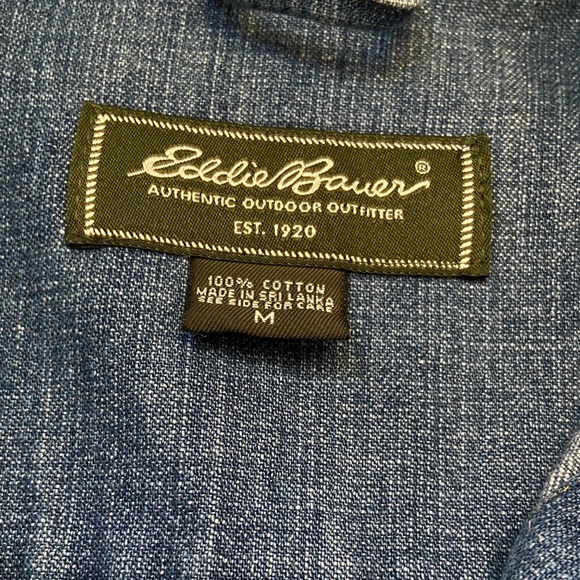 Eddie Bauer®
AUTHENTIC OUTDOOR OUTFITTER
EST. 1920
100% COTTON
MADE IN SRI LANKA
SEE SIDE FOR CARE
M